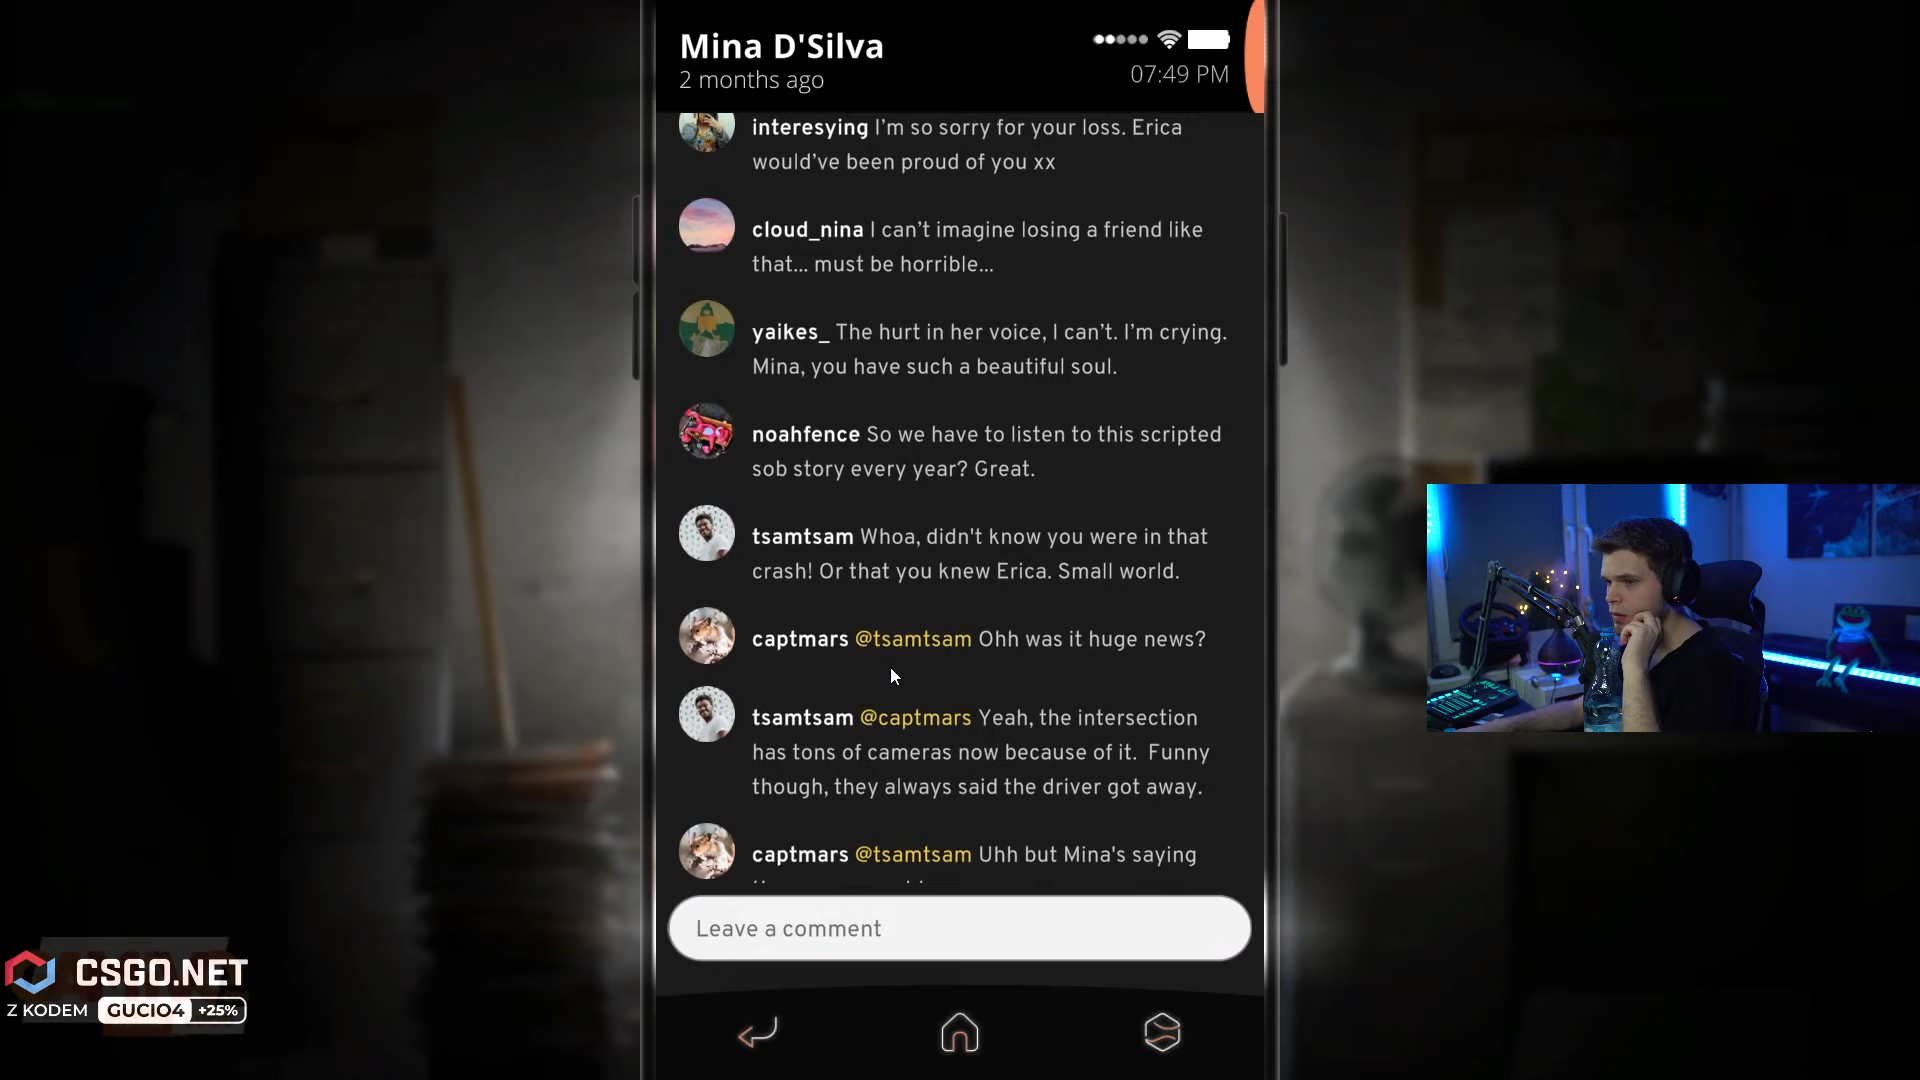 Mina D'Silva
2 months ago
07:49 PM
interesying I'm so sorry for your loss. Erica
would've been proud of you xx
cloud_nina I can't imagine losing a friend like
that... must be horrible...
yaikes_ The hurt in her voice, I can't. I'm crying.
Mina, you have such a beautiful soul.
noahfence So we have to listen to this scripted
sob story every year? Great.
tsamtsam Whoa, didn't know you were in that
crash! Or that you knew Erica. Small world.
captmars @tsamtsam Ohh was it huge news?
tsamtsam @captmars Yeah, the intersection
has tons of cameras now because of it. Funny
though, they always said the driver got away.
captmars @tsamtsam Uhh but Mina's saying
Leave a comment
CSGO.NET
Z KODEM GUCIO4 +25%